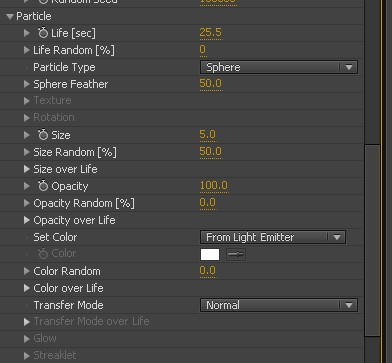 Random Seed 100000
Particle
Life [sec] 25.5
Life Random [%] 0
Particle Type Sphere
Sphere Feather 50.0
Texture
Rotation
Size 5.0
Size Random [%] 50.0
Size over Life
Opacity 100.0
Opacity Random [%] 0.0
Opacity over Life
Set Color From Light Emitter
Color
Color Random 0.0
Color over Life
Transfer Mode Normal
Transfer Mode over Life
Glow
Streaklet